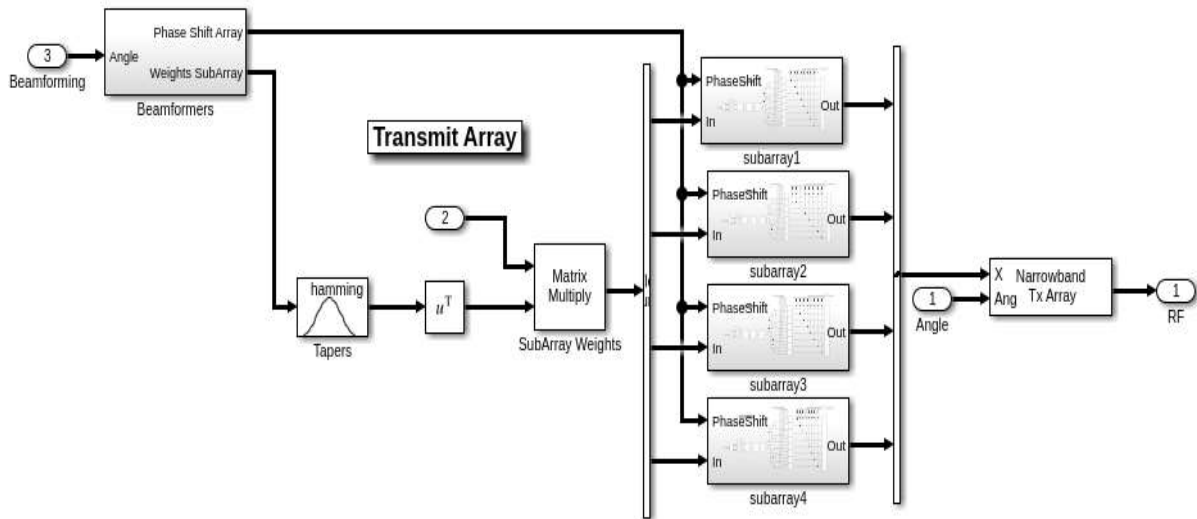 3
Beamforming
Angle
Phase Shift Array
Weights SubArray
Beamformers
Transmit Array
2
hamming
Tapers
uT
Matrix
Multiply
SubArray Weights
PhaseShift
In
Out
subarray1
PhaseShift
In
Out
subarray2
PhaseShift
In
Out
subarray3
PhaseShift
In
Out
subarray4
1
Angle
X
Ang
Narrowband
Tx Array
1
RF